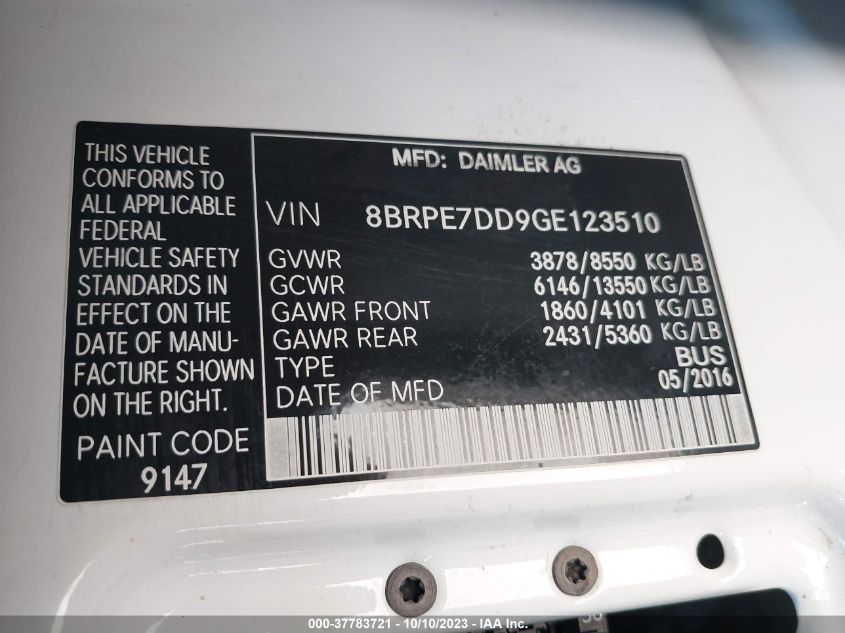 THIS VEHICLE
CONFORMS TO
ALL APPLICABLE
FEDERAL
VEHICLE SAFETY
STANDARDS IN
EFFECT ON THE
DATE OF MANU-
FACTURE SHOWN
ON THE RIGHT.
PAINT CODE
9147
MFD: DAIMLER AG
VIN 8BRPE7DD9GE123510
GVWR 3878/8550 KG/LB
GCWR 6146/13550 KG/LB
GAWR FRONT 1860/4101 KG/LB
GAWR REAR 2431/5360 KG/LB
TYPE BUS
DATE OF MFD 05/2016
000-37783721 - 10/10/2023 - IAA Inc.